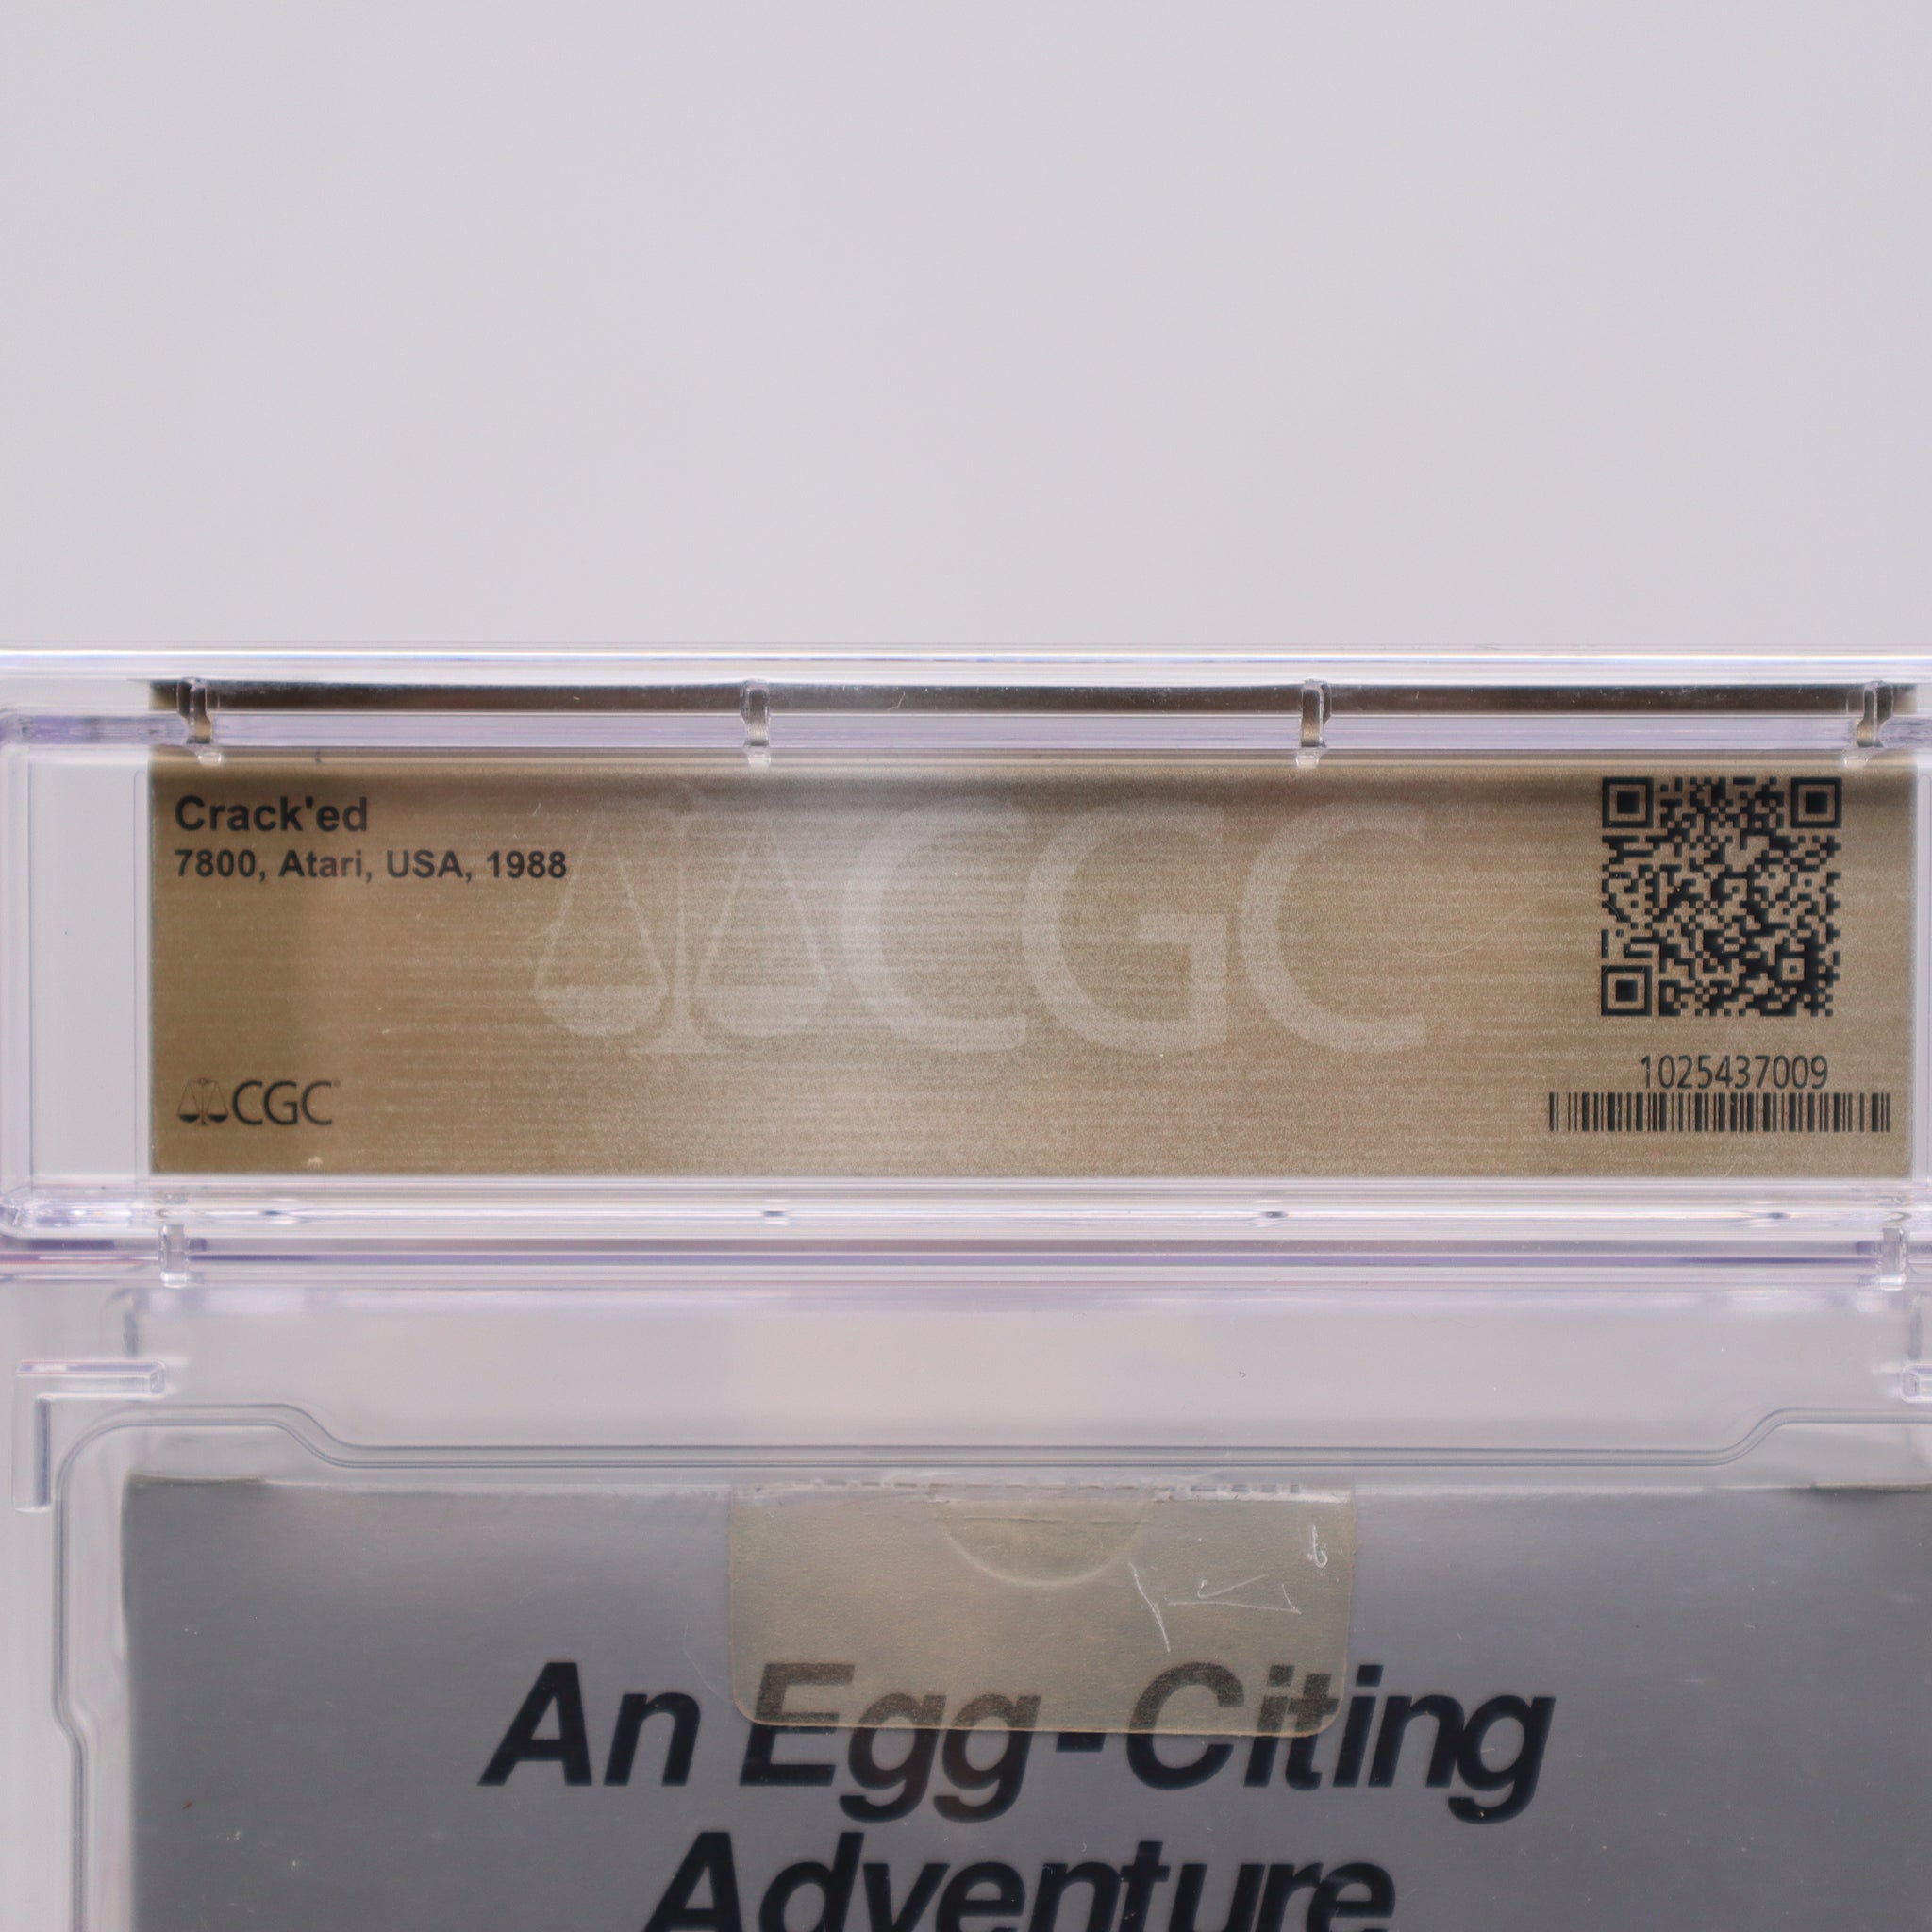 Crack'ed
7800, Atari, USA, 1988
CGC
CGC
1025437009
An Egg-Citing
Adventure